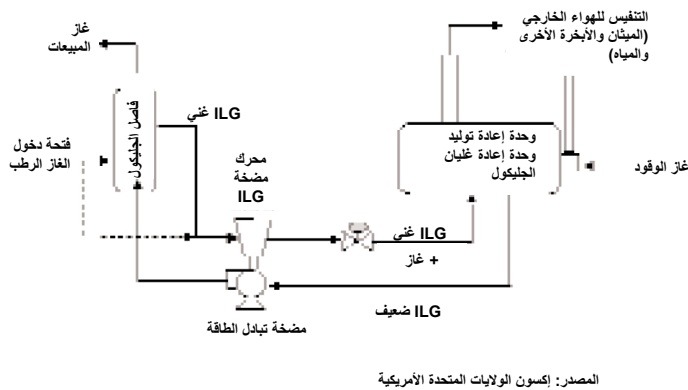 التنفيس للهواء الخارجي
(الميثان والأبخرة الأخرى
والمياه)
غاز
المبيعات
فاصل الجليكول
ILG غني
فتحة دخول
الغاز الرطب
محرك
مضخة
ILG
وحدة إعادة توليد
وحدة إعادة غليان
الجليكول
غاز الوقود
ILG غني
+ غاز
ILG ضعيف
مضخة تبادل الطاقة
المصدر: إكسون الولايات المتحدة الأمريكية